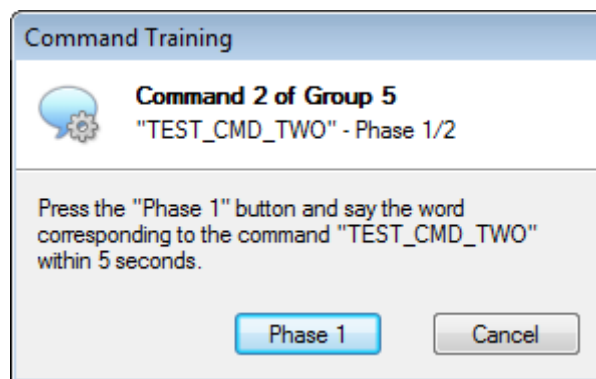 Command Training
Command 2 of Group 5
"TEST_CMD_TWO" - Phase 1/2
Press the "Phase 1" button and say the word
corresponding to the command "TEST_CMD_TWO"
within 5 seconds.
Phase 1
Cancel